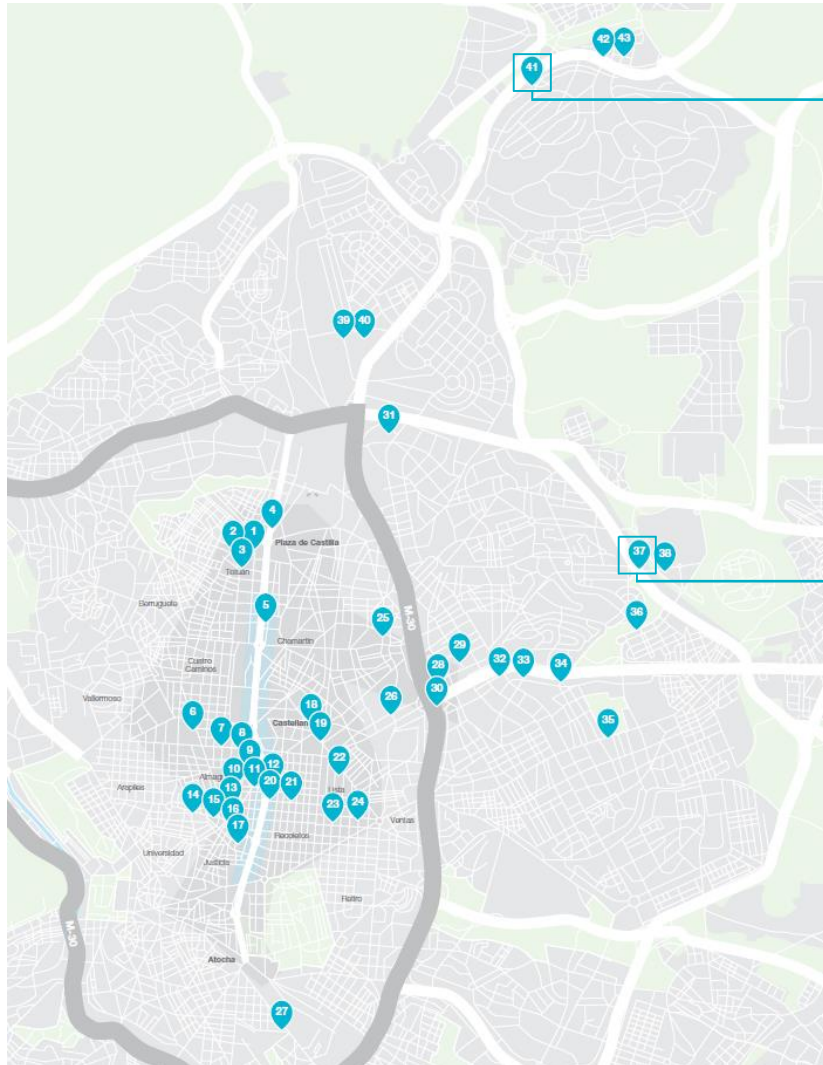 42 43
41
39 40
31
4
2 1
3
Plaza de Castilla
Tetuán
37 38
Berruguete
5
36
25
M-30
Chamartín
29
28
32 33 34
Cuatro
Caminos
30
26
Vallermoso
6
18
35
7
8
Castellan
19
9
22
10 11 12
Almag
Arapiles
13
20 21
Lista
14 15
16
23 24
17
Ventas
Recoletos
Universidad
Justicia
Retiro
M-30
Atocha
27